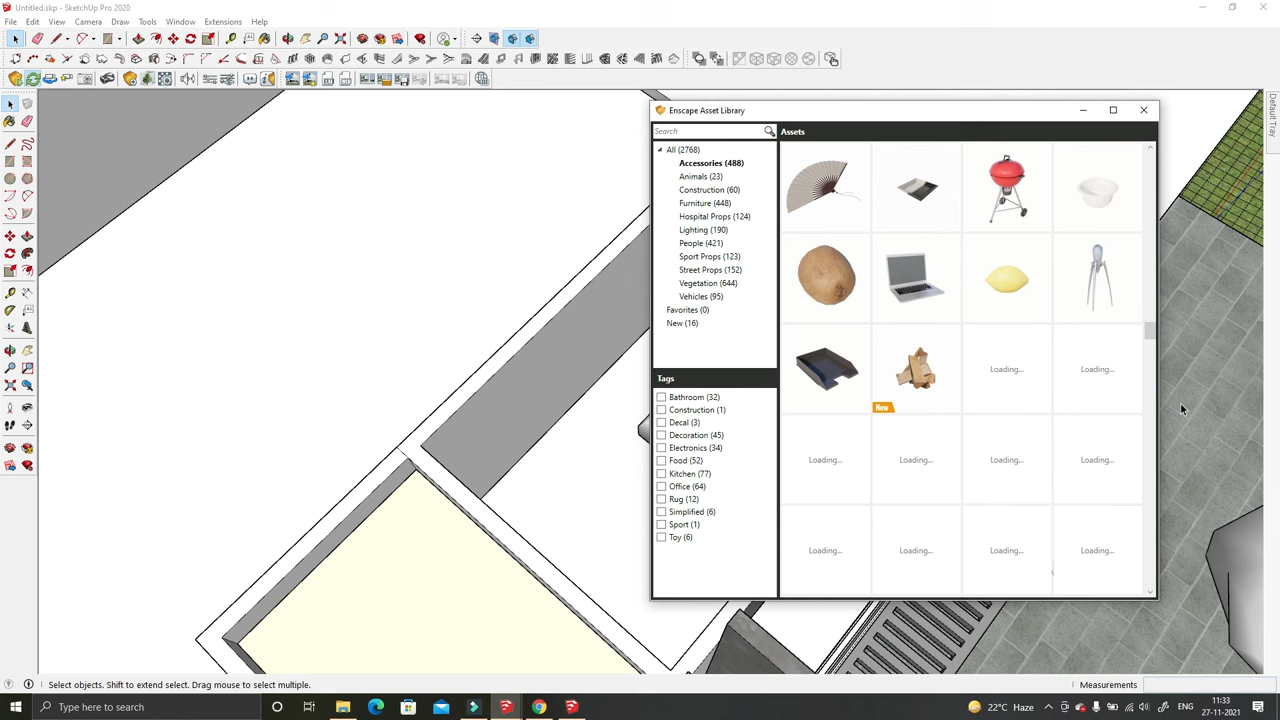 Untitled.skp - SketchUp Pro 2020
File Edit View Camera Draw Tools Window Extensions Help
Enscape Asset Library
Search
Assets
All (2768)
Accessories (488)
Animals (23)
Construction (60)
Furniture (448)
Hospital Props (124)
Lighting (190)
People (421)
Sport Props (123)
Street Props (152)
Vegetation (644)
Vehicles (95)
Favorites (0)
New (16)
Tags
Bathroom (32)
Construction (1)
Decal (3)
Decoration (45)
Electronics (34)
Food (52)
Kitchen (77)
Office (64)
Rug (12)
Simplified (6)
Sport (1)
Toy (6)
New
Loading... Loading...
Loading... Loading... Loading... Loading...
Loading... Loading... Loading... Loading...
Default Tray
Select objects. Shift to extend select. Drag mouse to select multiple.
Measurements
Type here to search
22°C Haze
ENG
11:33
27-11-2021